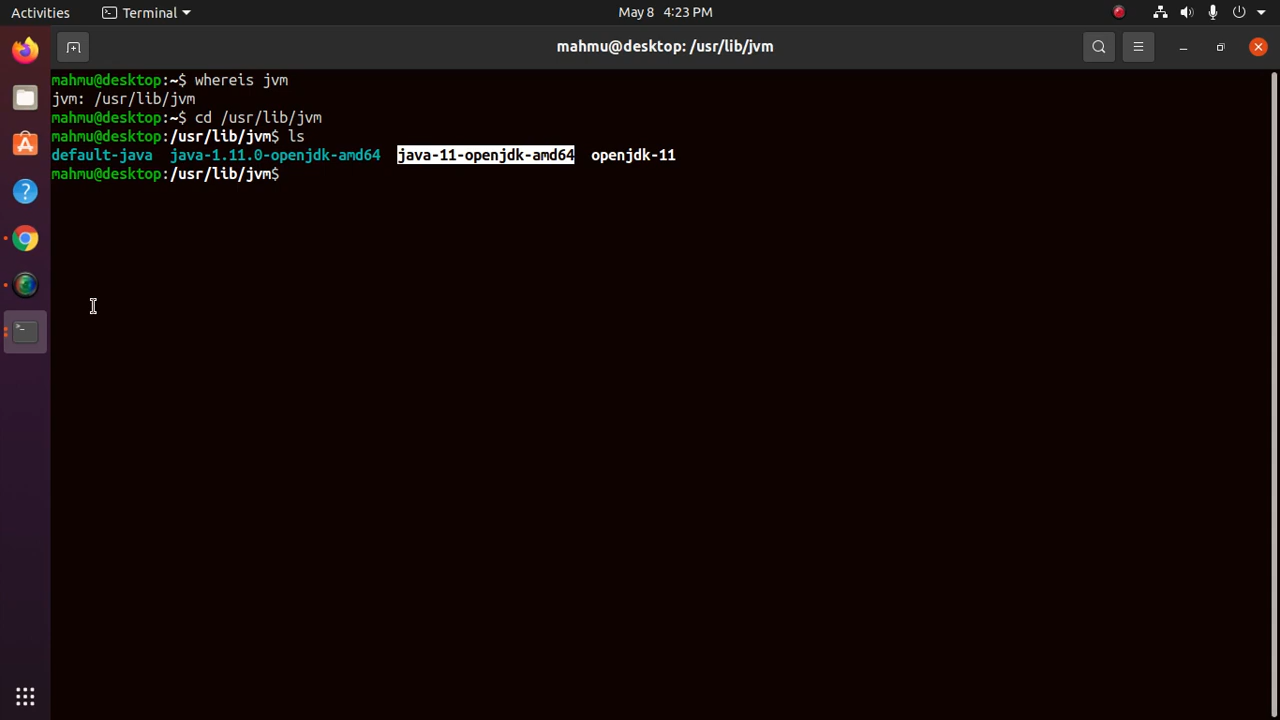 Activities Terminal May 8 4:23 PM
mahmu@desktop: /usr/lib/jvm
mahmu@desktop:~$ whereis jvm
jvm: /usr/lib/jvm
mahmu@desktop:~$ cd /usr/lib/jvm
mahmu@desktop:/usr/lib/jvm$ ls
default-java java-1.11.0-openjdk-amd64 java-11-openjdk-amd64 openjdk-11
mahmu@desktop:/usr/lib/jvm$